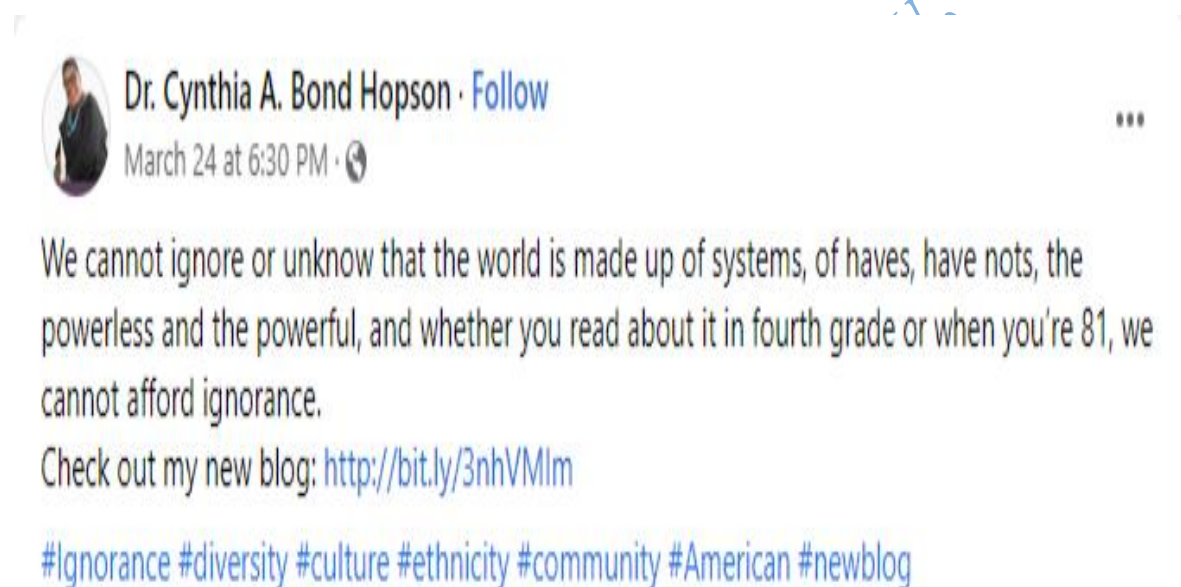 Dr. Cynthia A. Bond Hopson · Follow
March 24 at 6:30 PM ·
We cannot ignore or unknow that the world is made up of systems, of haves, have nots, the
powerless and the powerful, and whether you read about it in fourth grade or when you're 81, we
cannot afford ignorance.
Check out my new blog: http://bit.ly/3nhVMlm
#Ignorance #diversity #culture #ethnicity #community #American #newblog